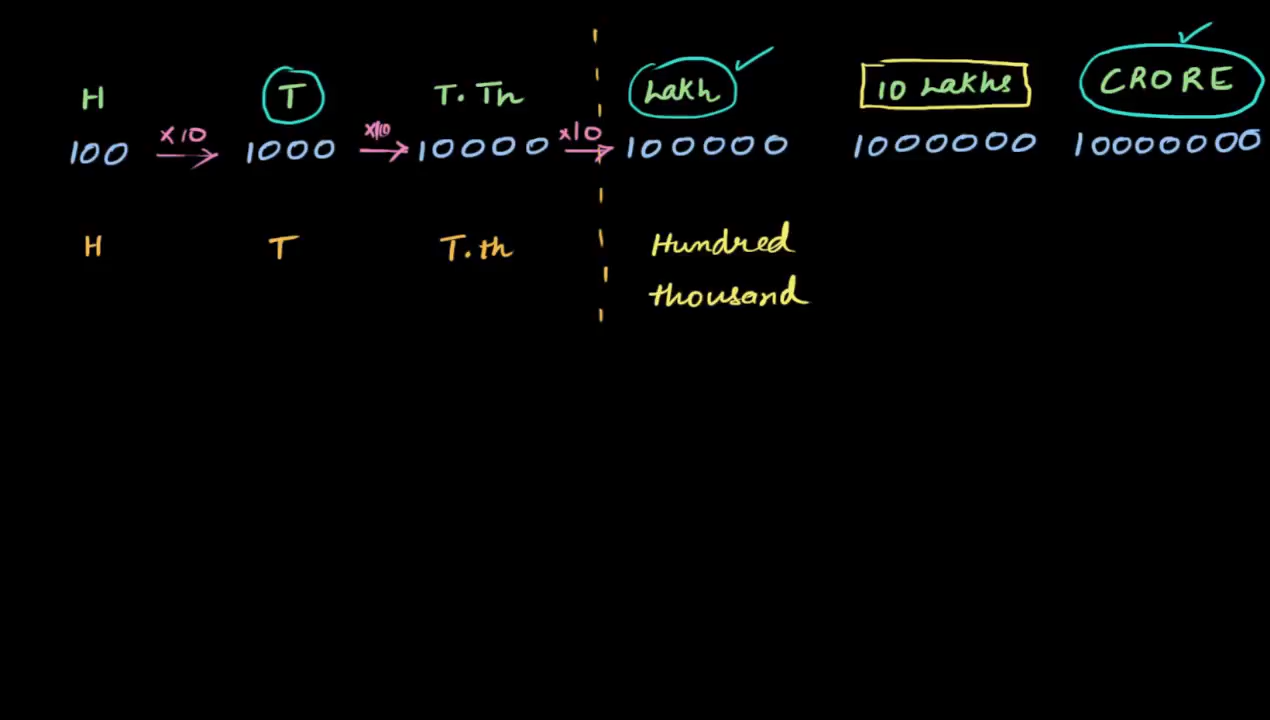 H T T. Th Lakh 10 Lakhs CRORE
100 ×10 1000 ×10 10000 ×10 100000 1000000 10000000
H T T. th Hundred
thousand